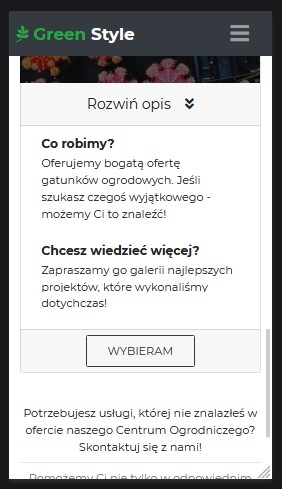 Green Style
Rozwiń opis
Co robimy?
Oferujemy bogatą ofertę
gatunków ogrodowych. Jeśli
szukasz czegoś wyjątkowego -
możemy Ci to znaleźć!
Chcesz wiedzieć więcej?
Zapraszamy go galerii najlepszych
projektów, które wykonaliśmy
dotychczas!
WYBIERAM
Potrzebujesz usługi, której nie znalazłeś w
ofercie naszego Centrum Ogrodniczego?
Skontaktuj się z nami!
Pomożemy Ci nie tylko w odpowiednim